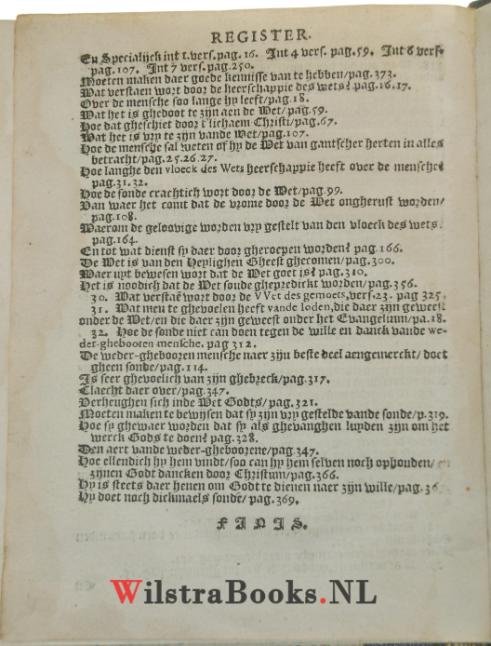 REGISTER.
En Specialijck int 1.vers.pag. 16. Int 4 vers. pag.59. Int 6 vers.
pag.107. Int 7 vers.pag.250.
Moeten maken daer goede kennisse van te hebben/pag.373.
Wat verstaen wort door de heerschappie des wets? pag.16.17.
Over de mensche soo lange hy leeft/pag.18.
Wat het is ghedoot te zijn aen de Wet/pag.59.
Hoe dat gheschiet door 't lichaem Christi/pag.67.
Wat het is vry te zijn vande Wet/pag.107.
Hoe de mensche sal weten of hy de Wet van gantscher herten in alles
betracht/pag.25.26.27.
Hoe langhe den vloeck des Wets heerschappie heeft over de mensche?
pag.31.32.
Hoe de sonde crachtich wort door de Wet/pag.99.
Van waer het comt dat de vrome door de Wet ongherust worden/
pag.108.
Waerom de geloovige worden vry gestelt van den vloeck des wets.
pag.164.
En tot wat dienst sy daer door gheroepen worden? pag.166.
De Wet is van den Heylighen Gheest ghecomen/pag.300.
Waer uyt bewesen wort dat de Wet goet is? pag.310.
Het is noodich dat de Wet soude ghepredickt worden/pag.356
30. Wat verstaē wort door de VVet des gemoets, vers.23. pag 325.
31. Wat men te ghevoelen heeft vande Ioden, die daer zijn geweest
onder de Wet/en die daer zijn geweest onder het Evangelium/pa.18.
32. Hoe de sonde niet can doen tegen de wille en danck vande we-
der-ghebooren mensche. pag 312.
De weder-ghebooren mensche naer zijn beste deel aengemerckt/ doet
gheen sonde/pag.114.
Is seer ghevoelich van zijn ghebreck/pag.317.
Claecht daer over/pag.347.
Verheughen sich inde Wet Godts/pag.321.
Moeten maken te bewijsen dat sy zijn vry gestelde vande sonde/p.319.
Hoe sy ghewaer worden dat sy als ghevanghen luyden zijn om het
werck Gods te doen? pag.328.
Den aert vande weder-gheboorene/pag.347.
Hoe ellendich hy hem vindt/soo can hy hem selven noch ophouden/ en
zijnen Godt dancken door Christum/pag.366.
Hy is steets daer henen om Godt te dienen naer zijn wille/pag.36
Hy doet noch dickmaels sonde/pag.369.
FINIS.
WilstraBooks.NL